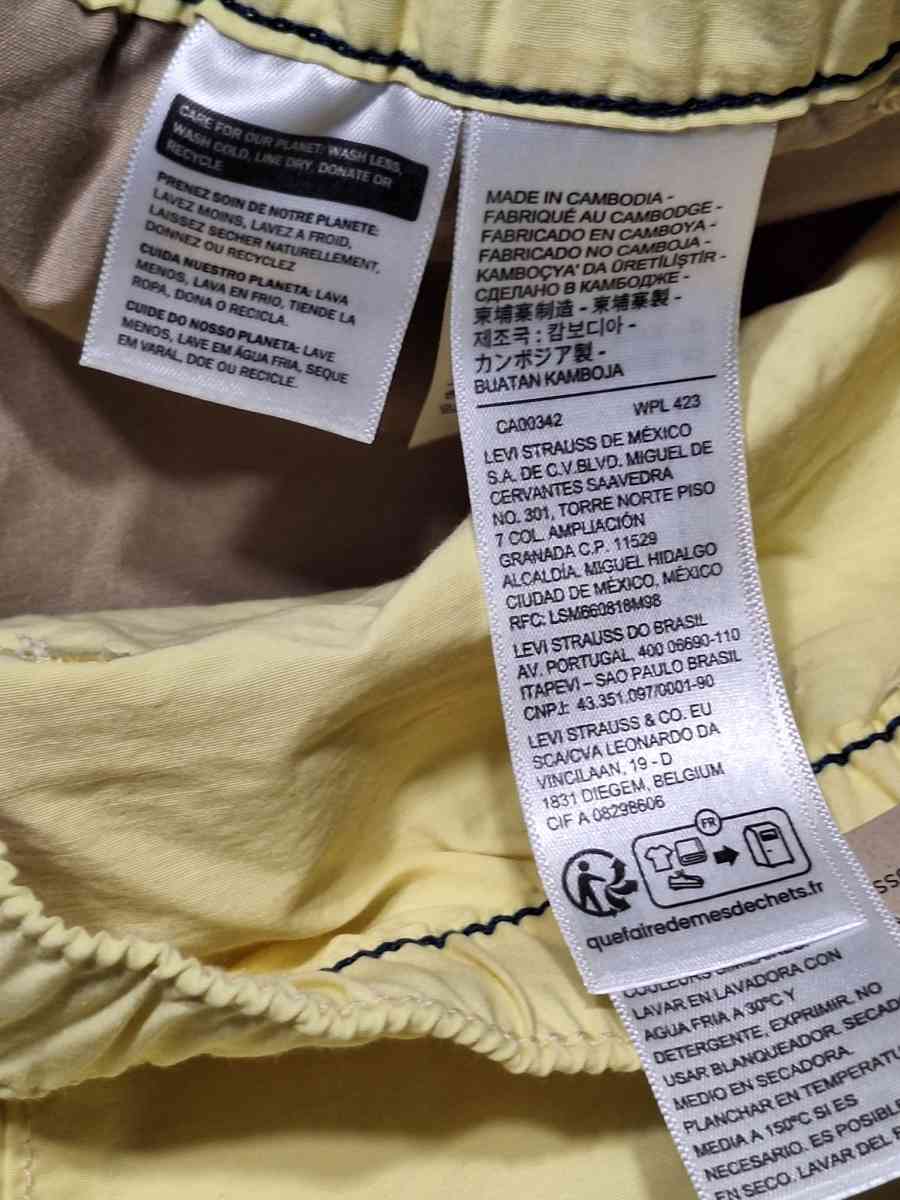 CARE FOR OUR PLANET: WASH LESS,
WASH COLD, LINE DRY, DONATE OR
RECYCLE
PRENEZ SOIN DE NOTRE PLANETE:
LAVEZ MOINS, LAVEZ A FROID,
LAISSEZ SECHER NATURELLEMENT,
DONNEZ OU RECYCLEZ
CUIDA NUESTRO PLANETA: LAVA
MENOS, LAVA EN FRIO, TIENDE LA
ROPA, DONA O RECICLA.
CUIDE DO NOSSO PLANETA: LAVE
MENOS, LAVE EM ÁGUA FRIA, SEQUE
EM VARAL, DOE OU RECICLE.
MADE IN CAMBODIA -
FABRIQUÉ AU CAMBODGE -
FABRICADO EN CAMBOYA -
FABRICADO NO CAMBOJA -
KAMBOÇYA' DA ÜRETİLİŞTİR -
СДЕЛАНО В КАМБОДЖЕ -
柬埔寨制造 - 柬埔寨製 -
제조국 : 캄보디아 -
カンボジア製 -
BUATAN KAMBOJA
CA00342 WPL 423
LEVI STRAUSS DE MÉXICO
S.A. DE C.V.BLVD. MIGUEL DE
CERVANTES SAAVEDRA
NO. 301, TORRE NORTE PISO
7 COL. AMPLIACIÓN
GRANADA C.P. 11529
ALCALDÍA. MIGUEL HIDALGO
CIUDAD DE MÉXICO, MÉXICO
RFC: LSM660818M98
LEVI STRAUSS DO BRASIL
AV. PORTUGAL, 400 06690-110
ITAPEVI – SAO PAULO BRASIL
CNPJ: 43.351.097/0001-90
LEVI STRAUSS & CO. EU
SCA/CVA LEONARDO DA
VINCILAAN, 19 - D
1831 DIEGEM, BELGIUM
CIF A 0829B606
FR
quefairedemesdechets.fr
COULEURS
LAVAR EN LAVADORA CON
AGUA FRIA A 30ºC Y
DETERGENTE, EXPRIMIR. NO
USAR BLANQUEADOR. SECAD
MEDIO EN SECADORA.
PLANCHAR EN TEMPERATU
MEDIA A 150ºC SI ES
NECESARIO. ES POSIBL
EN SECO. LAVAR DEL